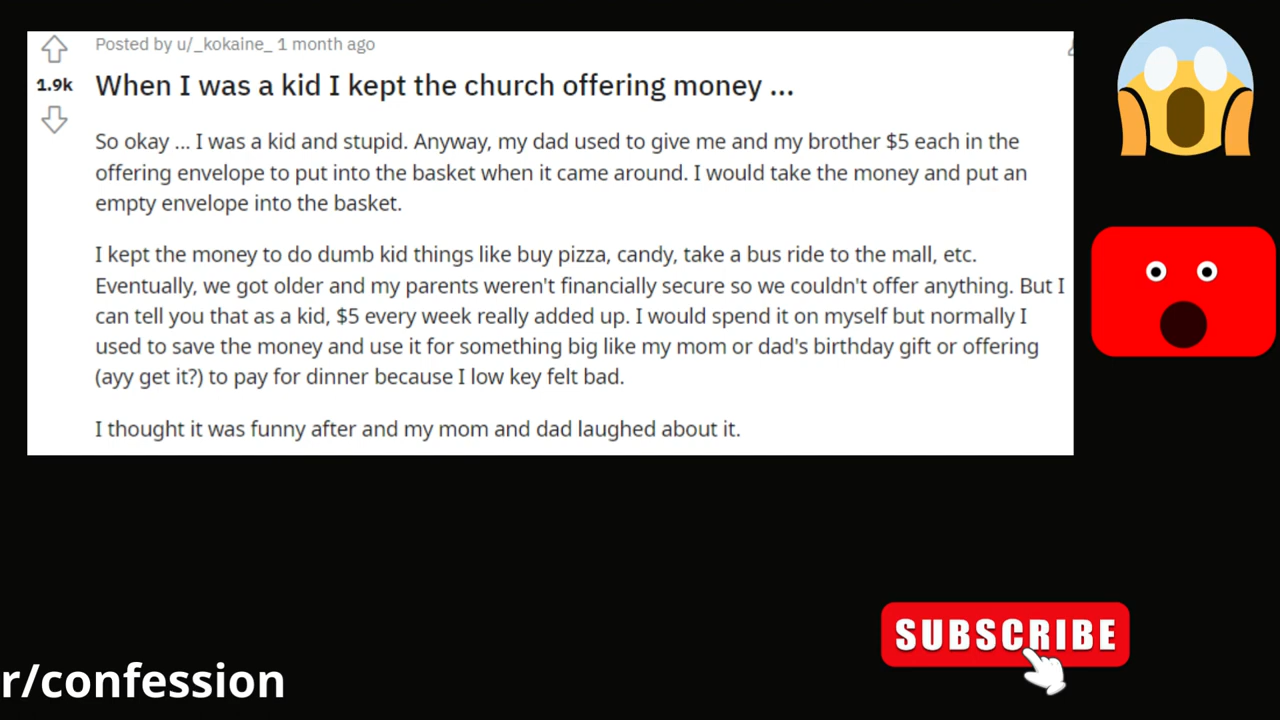 Posted by u/_kokaine_ 1 month ago
1.9k
When I was a kid I kept the church offering money ...
So okay ... I was a kid and stupid. Anyway, my dad used to give me and my brother $5 each in the
offering envelope to put into the basket when it came around. I would take the money and put an
empty envelope into the basket.
I kept the money to do dumb kid things like buy pizza, candy, take a bus ride to the mall, etc.
Eventually, we got older and my parents weren't financially secure so we couldn't offer anything. But I
can tell you that as a kid, $5 every week really added up. I would spend it on myself but normally I
used to save the money and use it for something big like my mom or dad's birthday gift or offering
(ayy get it?) to pay for dinner because I low key felt bad.
I thought it was funny after and my mom and dad laughed about it.
SUBSCRIBE
r/confession